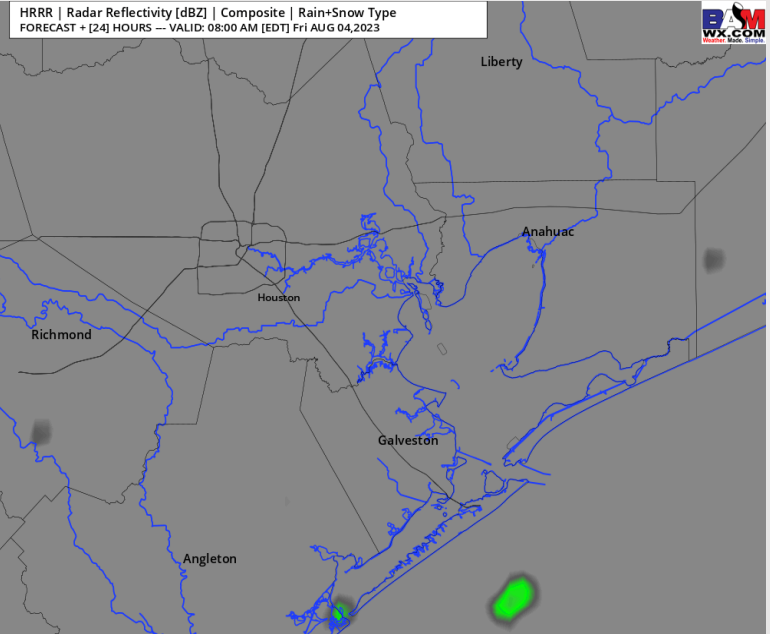 HRRR | Radar Reflectivity [dBZ] | Composite | Rain+Snow Type
FORECAST + [24] HOURS --- VALID: 08:00 AM [EDT] Fri AUG 04,2023
BAM
WX.COM
Weather. Made. Simple.
Liberty
Anahuac
Houston
Richmond
Galveston
Angleton